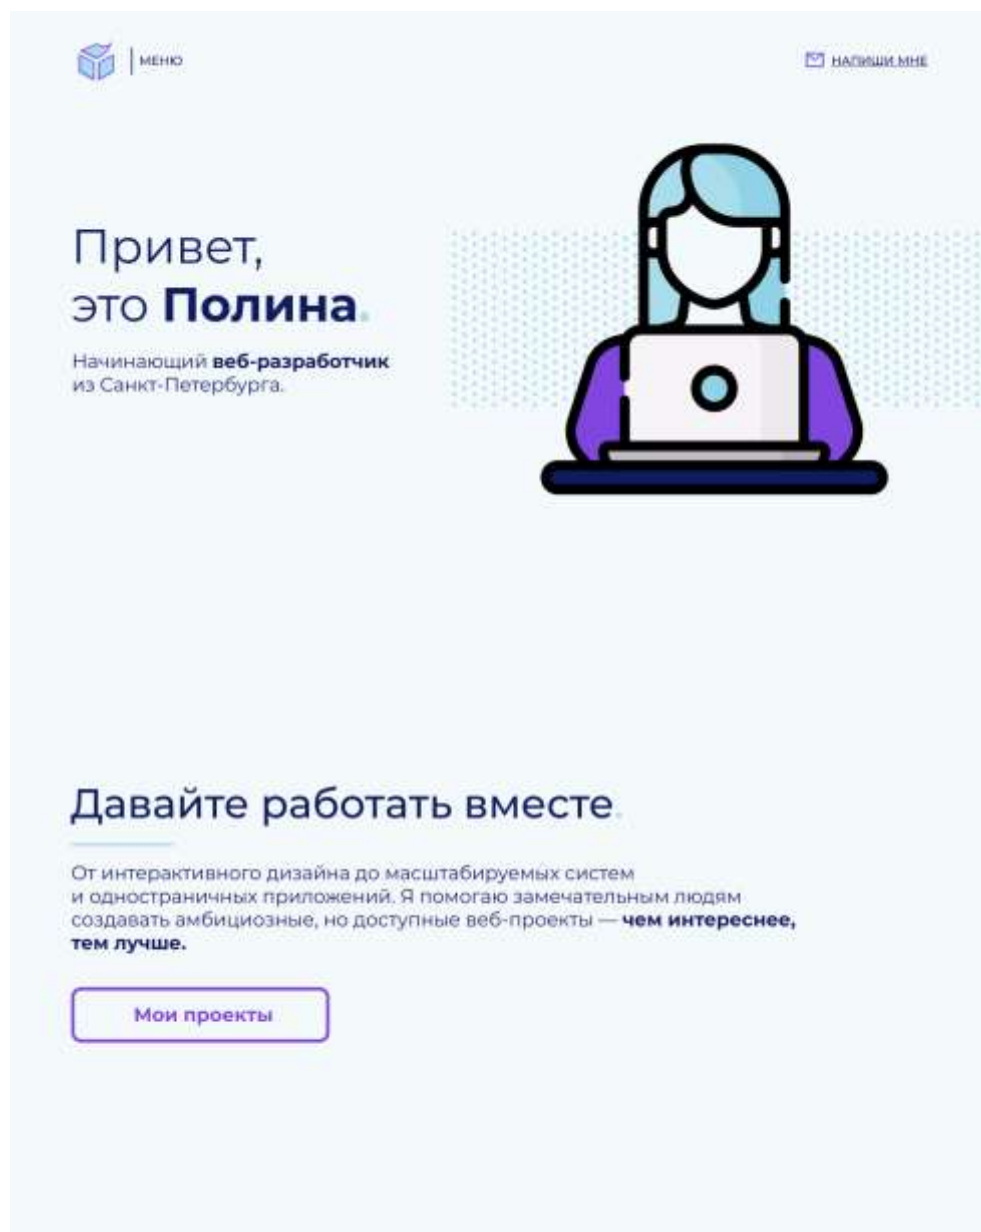 МЕНЮ
НАПИШИ МНЕ
Привет,
это Полина.
Начинающий веб-разработчик
из Санкт-Петербурга.
Давайте работать вместе.
От интерактивного дизайна до масштабируемых систем
и одностраничных приложений. Я помогаю замечательным людям
создавать амбициозные, но доступные веб-проекты — чем интереснее,
тем лучше.
Мои проекты